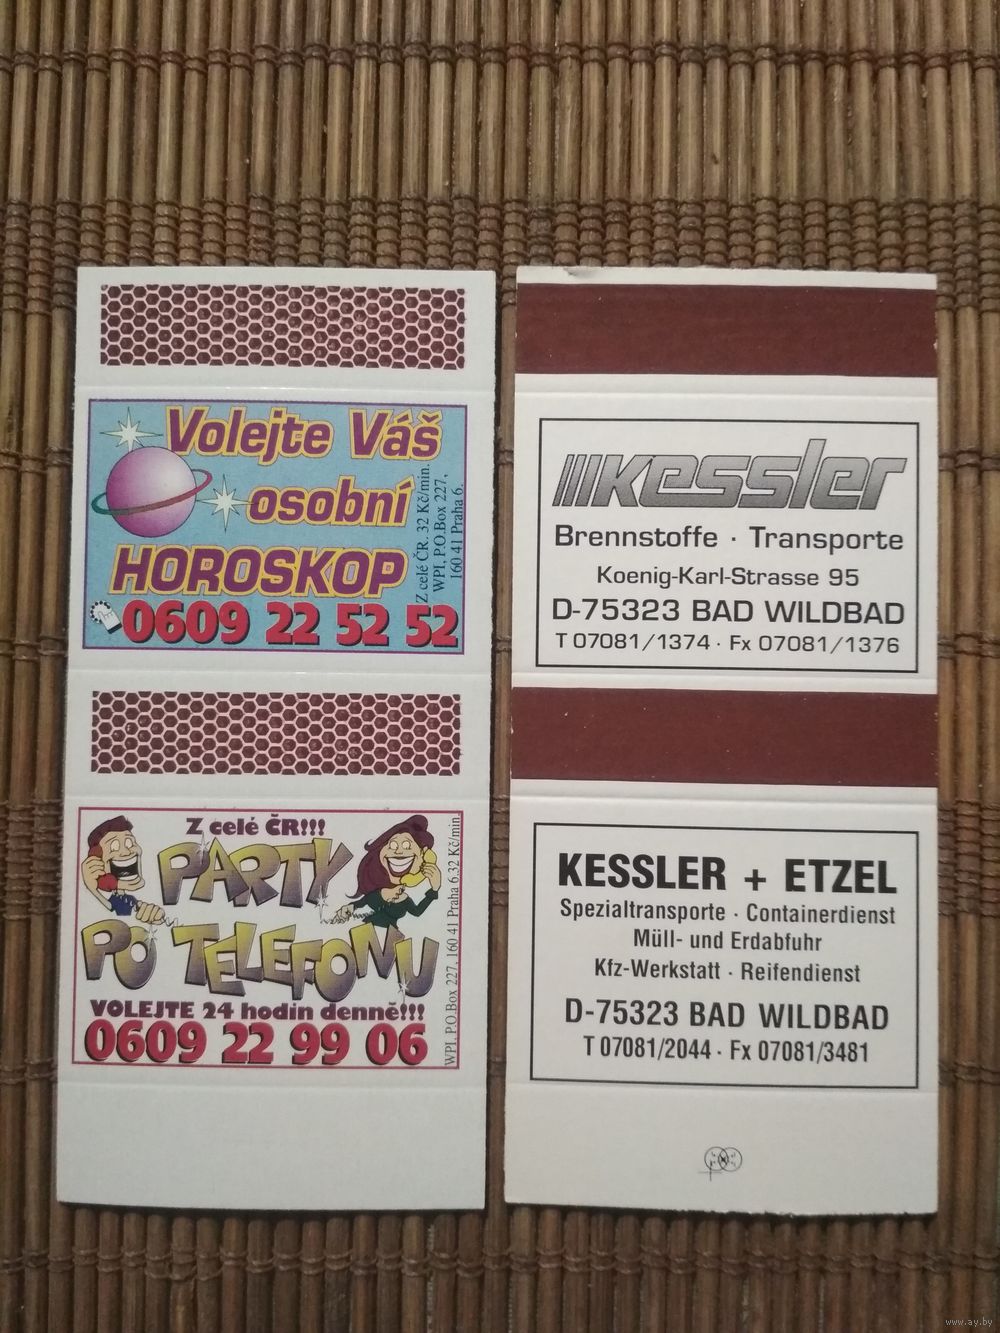 Volejte Váš
osobní
HOROSKOP
0609 22 52 52
Z celé ČR. 32 Kč/min.
WPI, P.O.Box 227,
160 41 Praha 6.
Z celé ČR!!!
PARTY
PO TELEFONU
VOLEJTE 24 hodin denně!!!
0609 22 99 06
WPI, P.O.Box 227, 160 41 Praha 6.32 Kč/min
kessler
Brennstoffe · Transporte
Koenig-Karl-Strasse 95
D-75323 BAD WILDBAD
T 07081/1374 · Fx 07081/1376
KESSLER + ETZEL
Spezialtransporte · Containerdienst
Müll- und Erdabfuhr
Kfz-Werkstatt · Reifendienst
D-75323 BAD WILDBAD
T 07081/2044 · Fx 07081/3481
www.ay.by